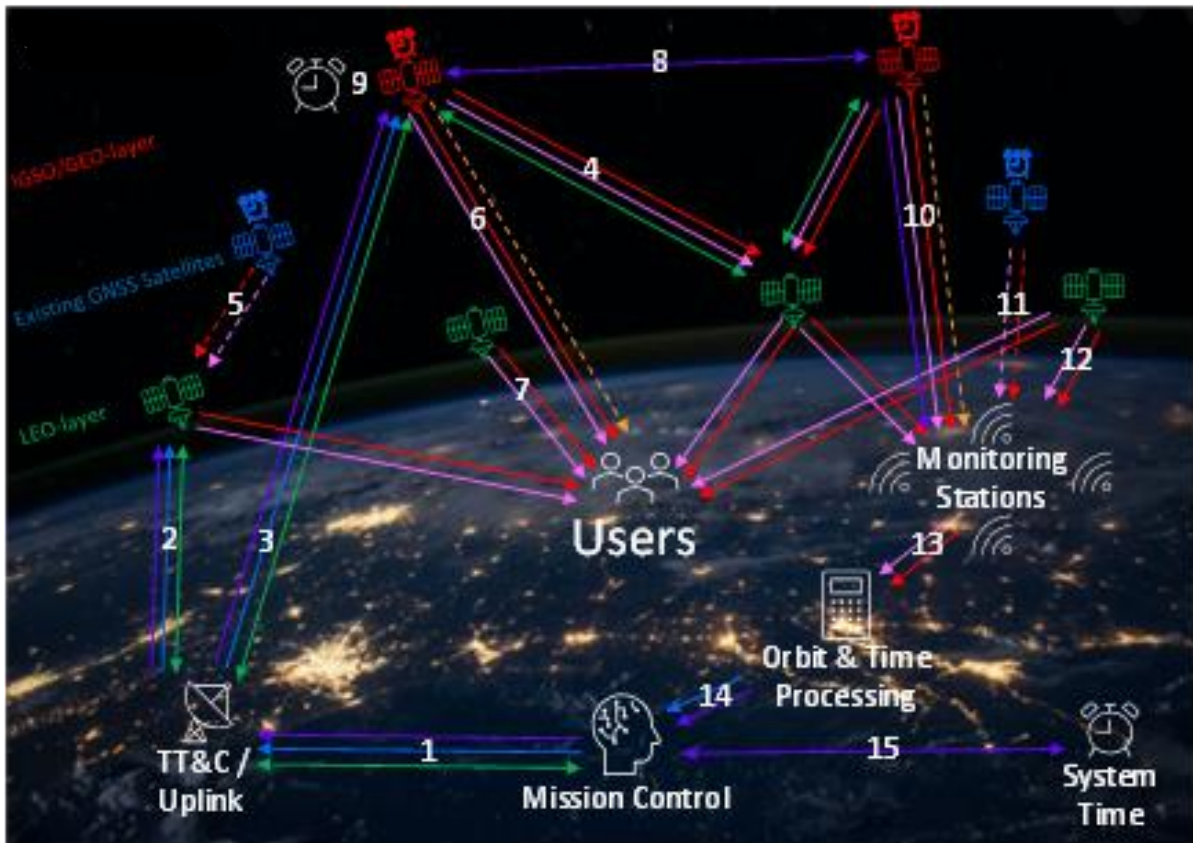 9
8
IGSO/GEO-layer
4
6
10
Existing GNSS Satellites
5
11
7
12
LEO-layer
Monitoring
Stations
2
3
Users
13
Orbit & Time
Processing
14
1
15
TT&C /
Uplink
Mission Control
System
Time